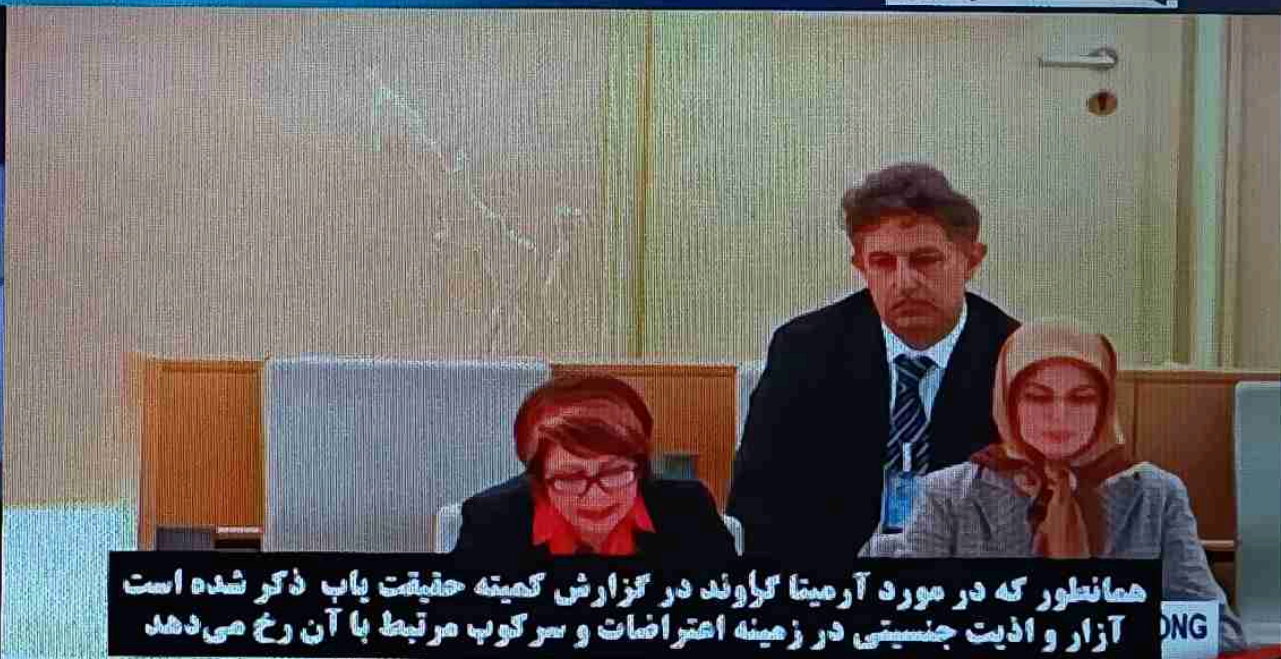 همانطور که در مورد آرمیتا گراوند در گزارش کمیته حقیقت یاب ذکر شده است
آزار و اذیت جنسیتی در زمینه اعتراضات و سرکوب مرتبط با آن رخ می‌دهد
ONG